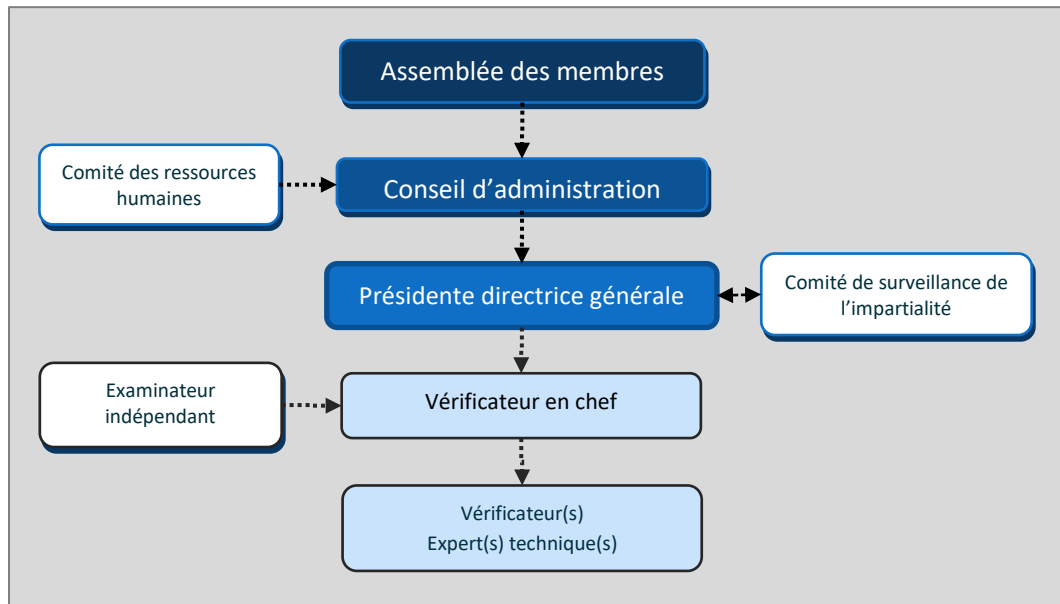 Assemblée des membres
Comité des ressources
humaines
Conseil d’administration
Présidente directrice générale
Comité de surveillance de
l’impartialité
Examinateur
indépendant
Vérificateur en chef
Vérificateur(s)
Expert(s) technique(s)